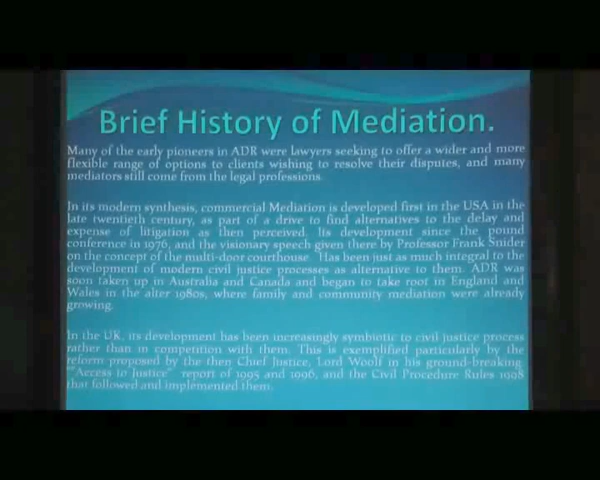 Brief History of Mediation.
Many of the early pioneers in ADR were lawyers seeking to offer a wider and more
flexible range of options to clients wishing to resolve their disputes, and many
mediators still come from the legal professions.
In its modern synthesis, commercial Mediation is developed first in the USA in the
late twentieth century, as part of a drive to find alternatives to the delay and
expense of litigation as then perceived. Its development since the pound
conference in 1976, and the visionary speech given there by Professor Frank Snider
on the concept of the multi-door courthouse. Has been just as much integral to the
development of modern civil justice processes as alternative to them. ADR was
soon taken up in Australia and Canada and began to take root in England and
Wales in the alter 1980s, where family and community mediation were already
growing.
In the UK, its development has been increasingly symbiotic to civil justice process
rather than in competition with them. This is exemplified particularly by the
reform proposed by the then Chief Justice, Lord Woolf in his ground-breaking
"Access to Justice" report of 1995 and 1996, and the Civil Procedure Rules 1998
that followed and implemented them.